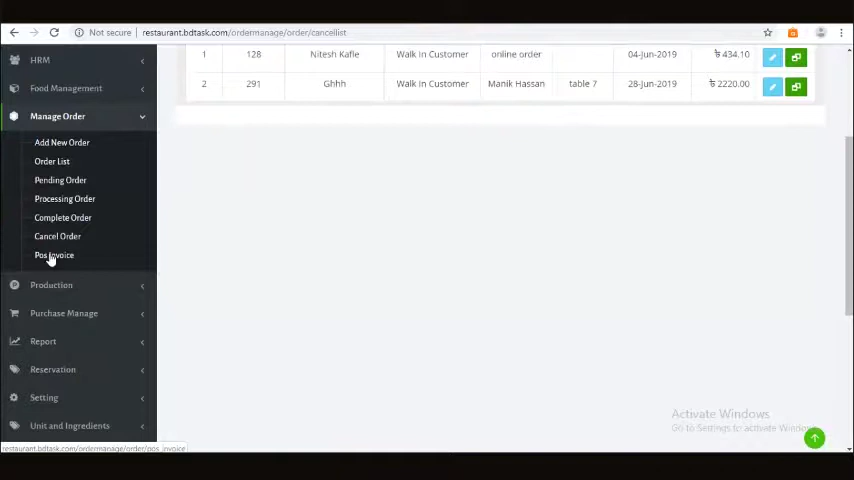 Not secure | restaurant.bdtask.com/ordermanage/order/cancellist
HRM
Food Management
Manage Order
Add New Order
Order List
Pending Order
Processing Order
Complete Order
Cancel Order
Pos Invoice
Production
Purchase Manage
Report
Reservation
Setting
Unit and Ingredients
restaurant.bdtask.com/ordermanage/order/pos_invoice
1 128 Nitesh Kafle Walk In Customer online order 04-Jun-2019 ৳ 434.10
2 291 Ghhh Walk In Customer Manik Hassan table 7 28-Jun-2019 ৳ 2220.00
Activate Windows
Go to Settings to activate Windows.